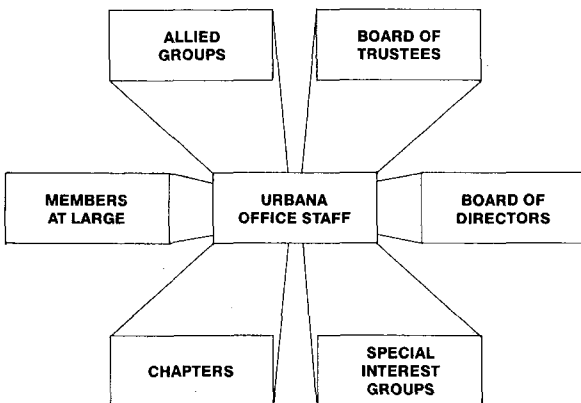 ALLIED
GROUPS
BOARD OF
TRUSTEES
MEMBERS
AT LARGE
URBANA
OFFICE STAFF
BOARD OF
DIRECTORS
CHAPTERS
SPECIAL
INTEREST
GROUPS